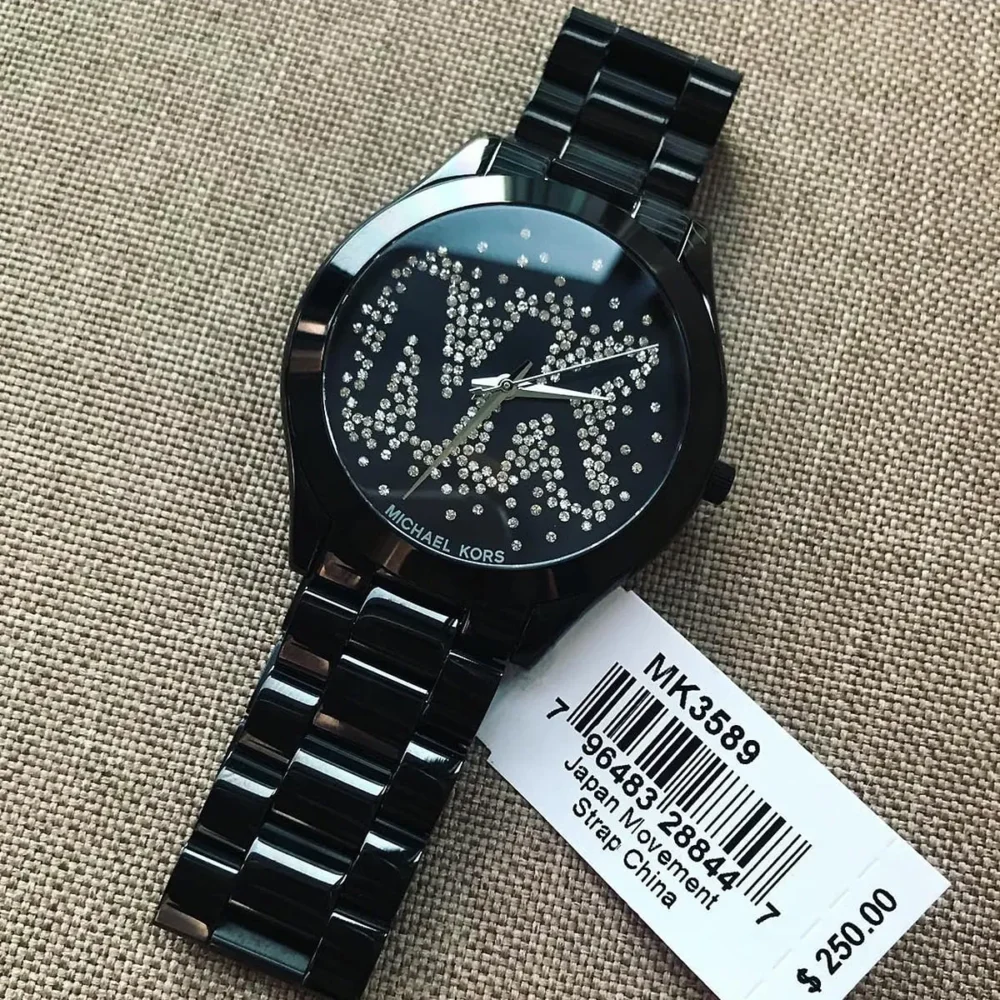 MICHAEL KORS
MK3589
7 96483 28844 7
Japan Movement
Strap China
$ 250.00